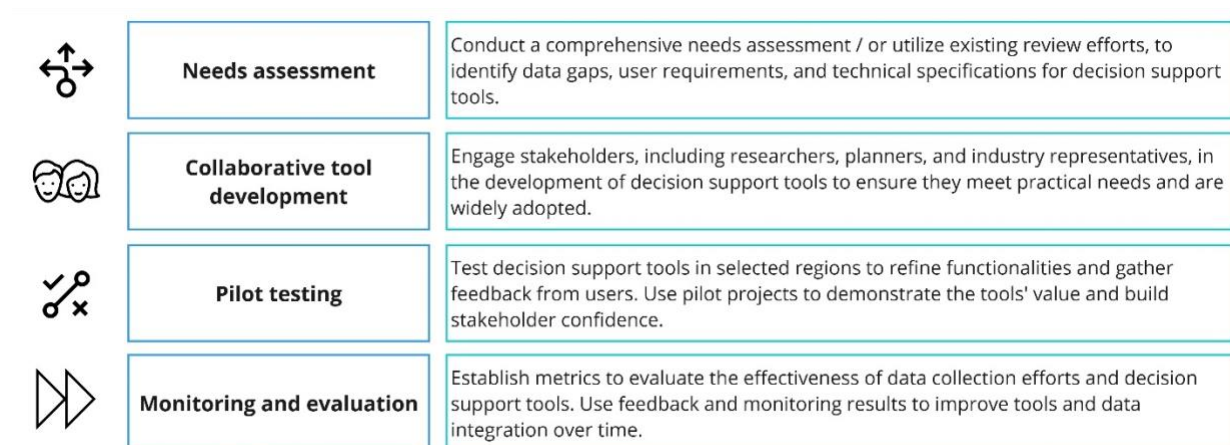 Needs assessment
Conduct a comprehensive needs assessment / or utilize existing review efforts, to
identify data gaps, user requirements, and technical specifications for decision support
tools.
Collaborative tool
development
Engage stakeholders, including researchers, planners, and industry representatives, in
the development of decision support tools to ensure they meet practical needs and are
widely adopted.
Pilot testing
Test decision support tools in selected regions to refine functionalities and gather
feedback from users. Use pilot projects to demonstrate the tools' value and build
stakeholder confidence.
Monitoring and evaluation
Establish metrics to evaluate the effectiveness of data collection efforts and decision
support tools. Use feedback and monitoring results to improve tools and data
integration over time.